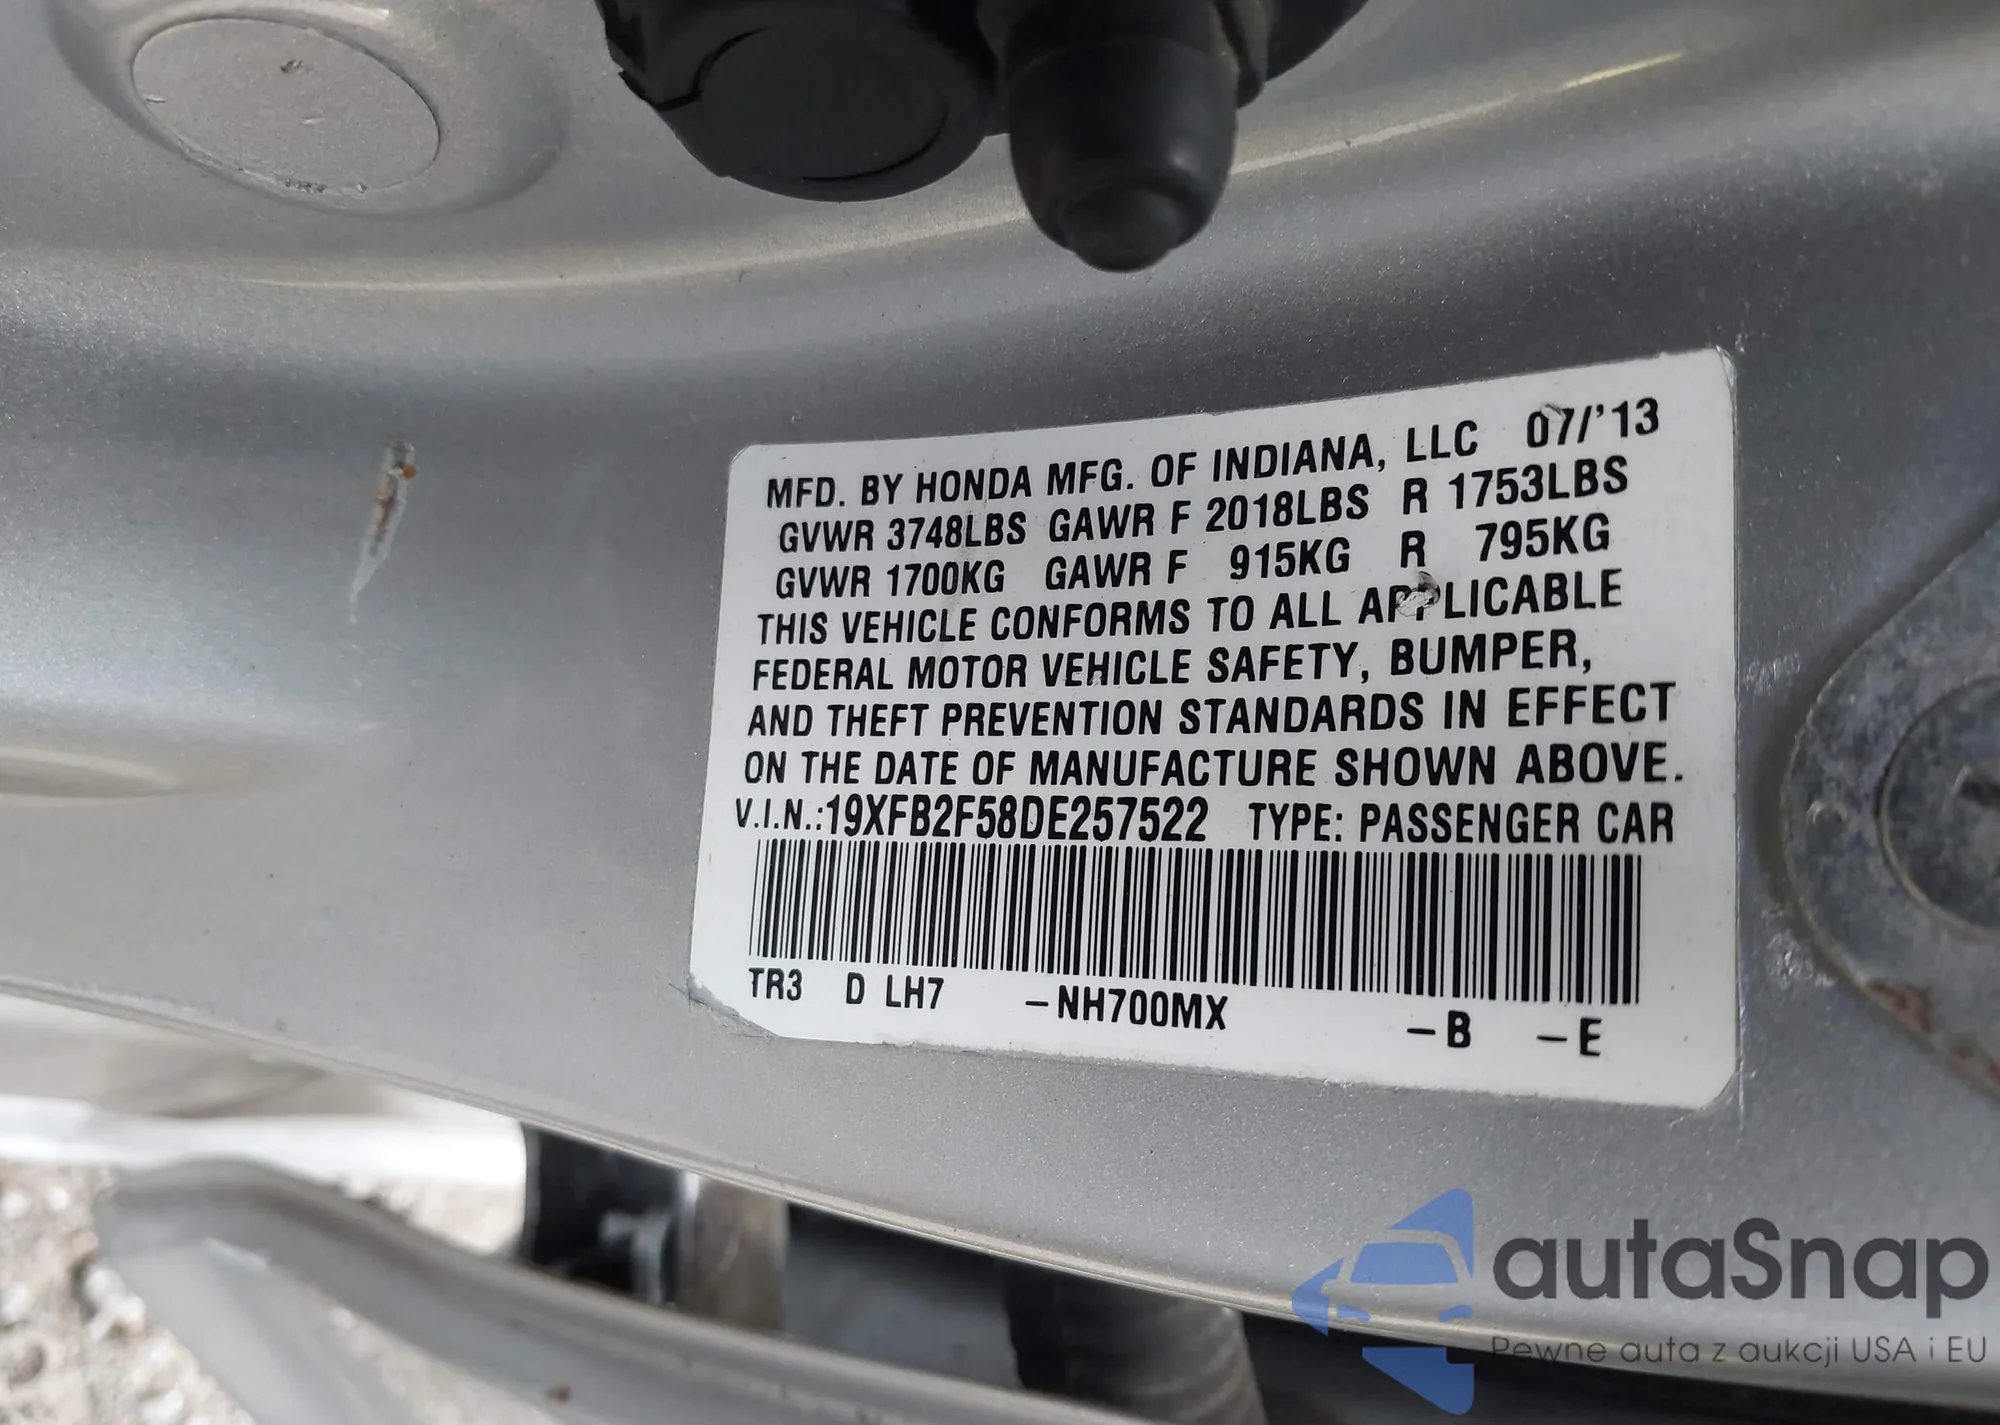 MFD. BY HONDA MFG. OF INDIANA, LLC 07/'13
GVWR 3748LBS GAWR F 2018LBS R 1753LBS
GVWR 1700KG GAWR F 915KG R 795KG
THIS VEHICLE CONFORMS TO ALL APPLICABLE
FEDERAL MOTOR VEHICLE SAFETY, BUMPER,
AND THEFT PREVENTION STANDARDS IN EFFECT
ON THE DATE OF MANUFACTURE SHOWN ABOVE.
V.I.N.:19XFB2F58DE257522 TYPE: PASSENGER CAR
TR3 D LH7 -NH700MX -B -E
autaSnap
Pewne auta z aukcji USA i EU